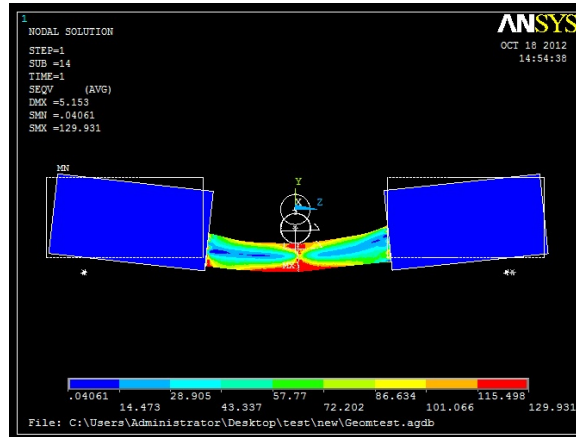 1
ANSYS
NODAL SOLUTION
OCT 18 2012
14:54:38
STEP=1
SUB =14
TIME=1
SEQV (AVG)
DMX =5.153
SMN =.04061
SMX =129.931
MN
Y
X Z
MX
.04061 28.905 57.77 86.634 115.498
14.473 43.337 72.202 101.066 129.931
File: C:\Users\Administrator\Desktop\test\new\Geomtest.agdb